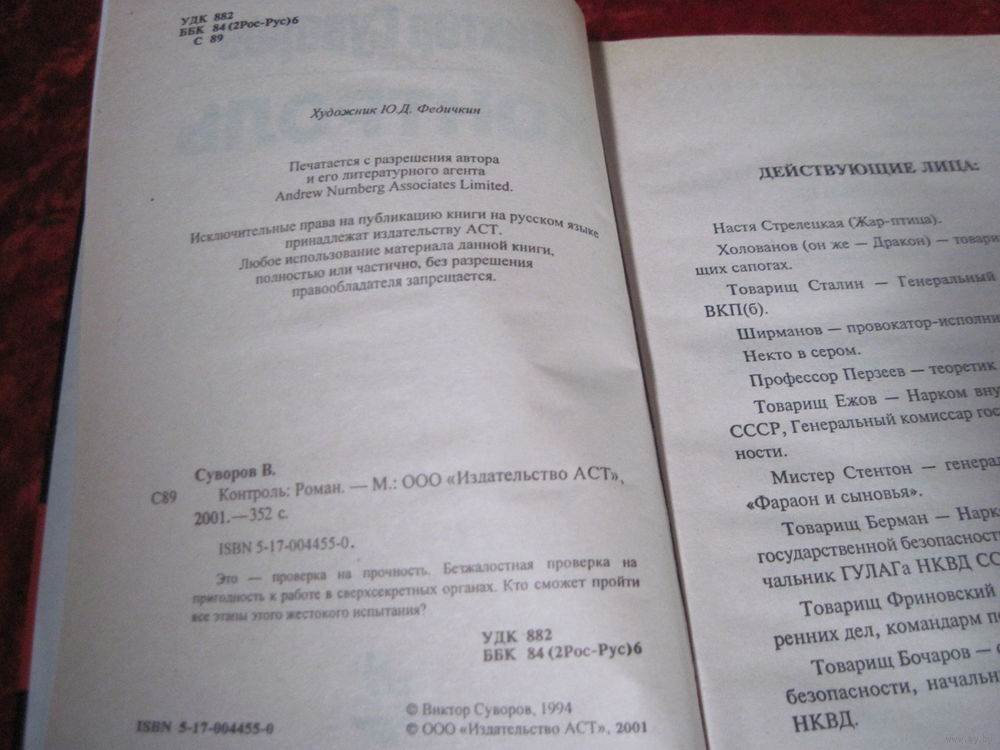 УДК 882
ББК 84(2Рос-Рус)6
С 89
Художник Ю.Д. Федичкин
Печатается с разрешения автора
и его литературного агента
Andrew Nurnberg Associates Limited.
Исключительные права на публикацию книги на русском языке
принадлежат издательству АСТ.
Любое использование материала данной книги,
полностью или частично, без разрешения
правообладателя запрещается.
Суворов В.
С89 Контроль: Роман. — М.: ООО «Издательство АСТ»,
2001.—352 с.
ISBN 5-17-004455-0.
Это — проверка на прочность. Безжалостная проверка на
пригодность к работе в сверхсекретных органах. Кто сможет пройти
все этапы этого жестокого испытания?
УДК 882
ББК 84(2Рос-Рус)6
© Виктор Суворов, 1994
ISBN 5-17-004455-0 © ООО «Издательство АСТ», 2001
ДЕЙСТВУЮЩИЕ ЛИЦА:
Настя Стрелецкая (Жар-птица).
Холованов (он же — Дракон) — товари
щих сапогах.
Товарищ Сталин — Генеральный
ВКП(б).
Ширманов — провокатор-исполни
Некто в сером.
Профессор Перзеев — теоретик
Товарищ Ежов — Нарком вну
СССР, Генеральный комиссар гос
ности.
Мистер Стентон — генера
«Фараон и сыновья».
Товарищ Берман — Нарк
государственной безопасност
чальник ГУЛАГа НКВД СС
Товарищ Фриновский
ренних дел, командарм пе
Товарищ Бочаров — с
безопасности, начальни
НКВД.